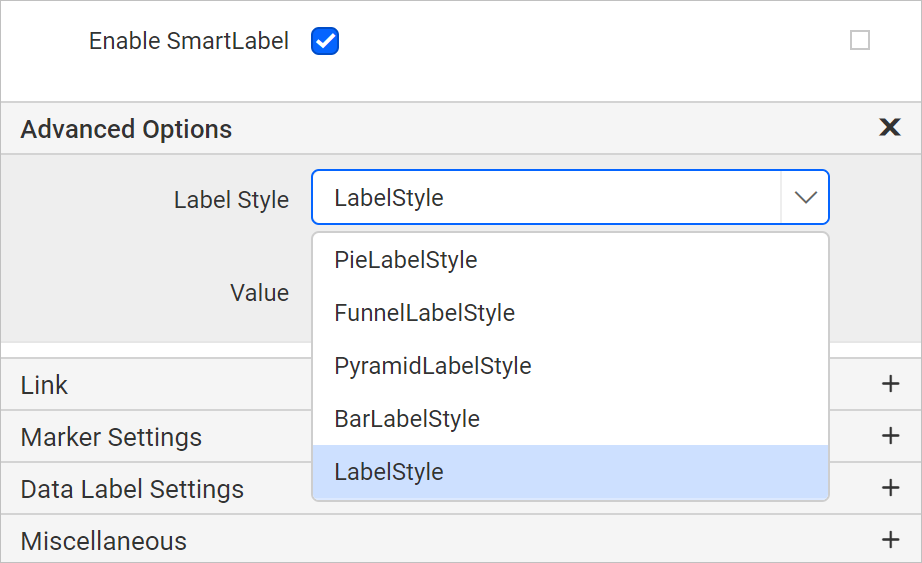 Enable SmartLabel
Advanced Options
Label Style
LabelStyle
PieLabelStyle
Value
FunnelLabelStyle
PyramidLabelStyle
Link
BarLabelStyle
Marker Settings
LabelStyle
Data Label Settings
Miscellaneous